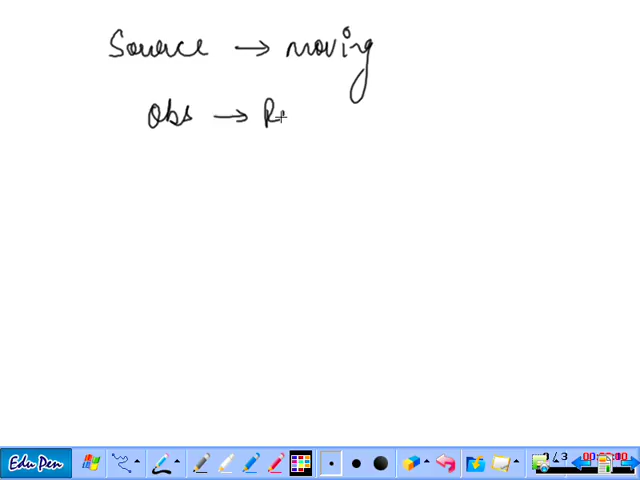 Source → moving
Obs → R
Edu Pen